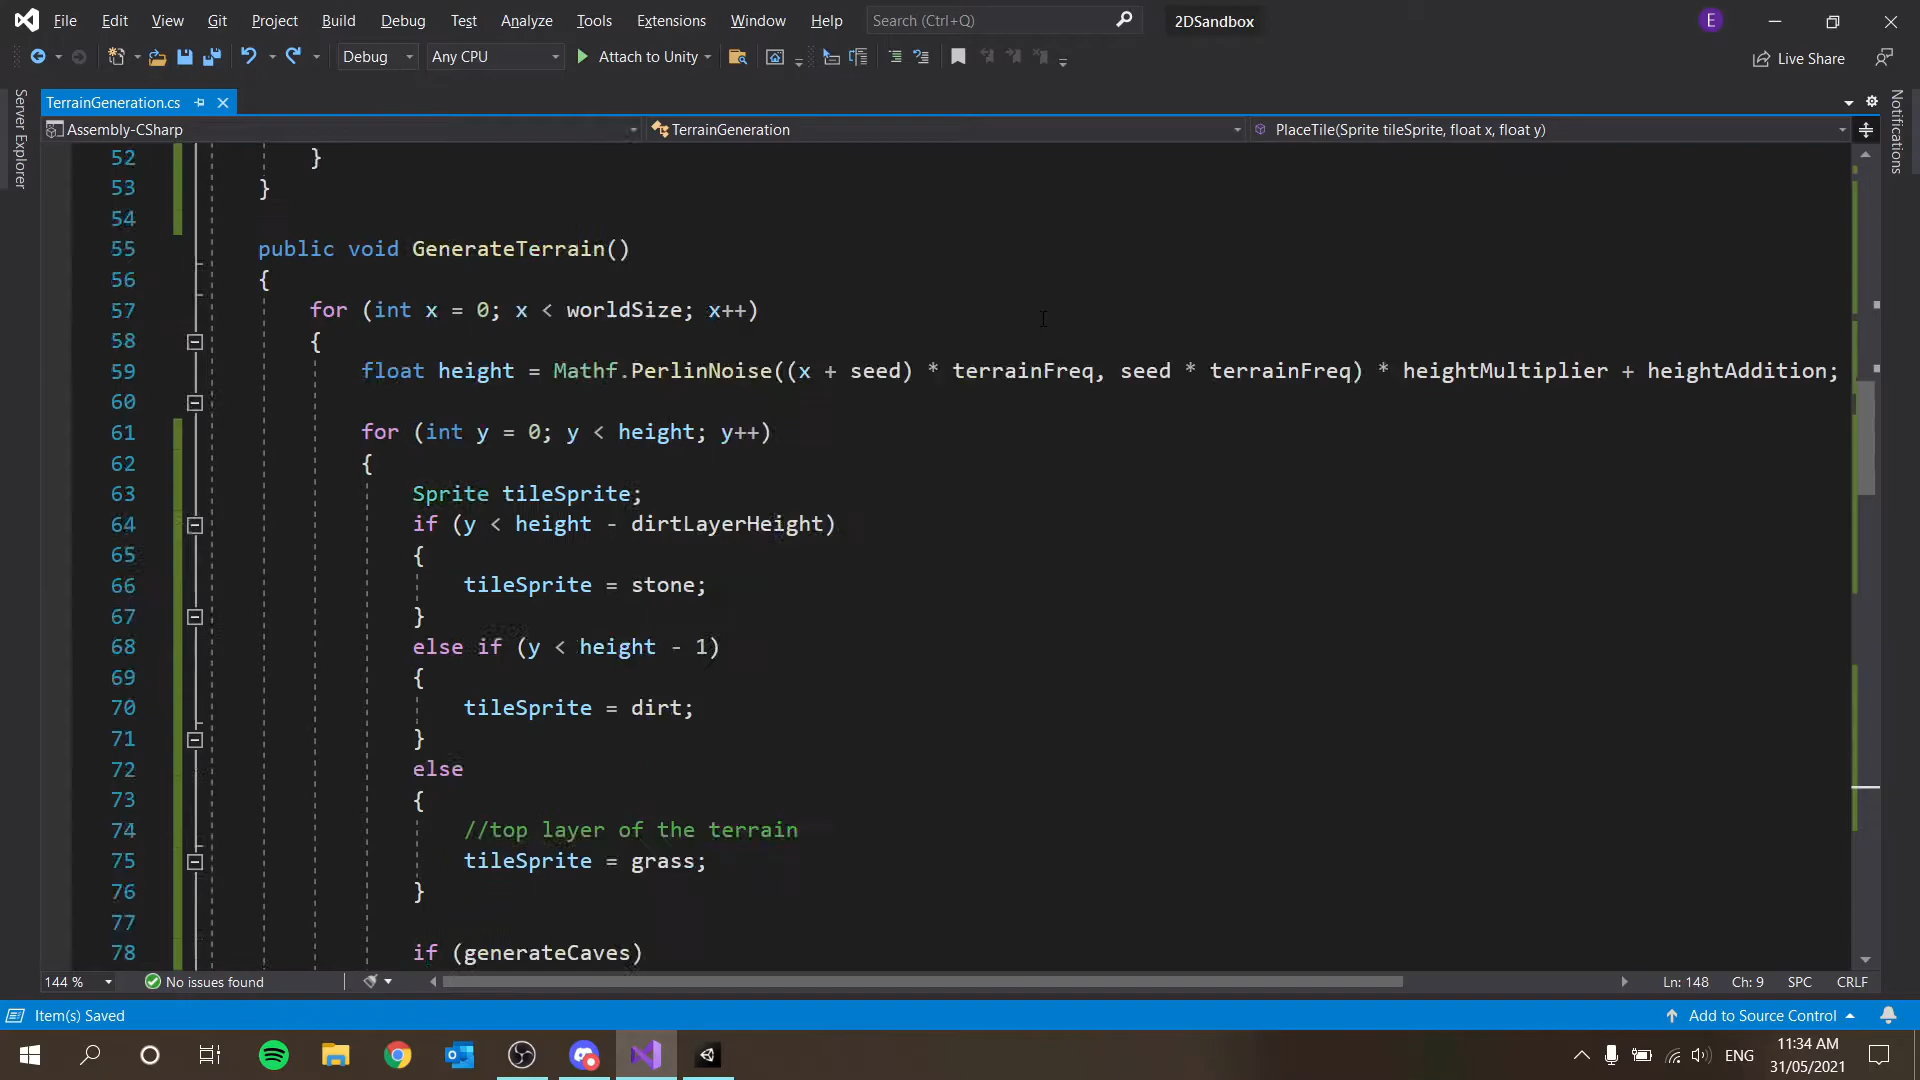 File Edit View Git Project Build Debug Test Analyze Tools Extensions Window Help Search (Ctrl+Q) 2DSandbox E
Debug Any CPU Attach to Unity Live Share
Server Explorer
Notifications
TerrainGeneration.cs
Assembly-CSharp TerrainGeneration PlaceTile(Sprite tileSprite, float x, float y)
52 }
53 }
54
55 public void GenerateTerrain()
56 {
57 for (int x = 0; x < worldSize; x++)
58 {
59 float height = Mathf.PerlinNoise((x + seed) * terrainFreq, seed * terrainFreq) * heightMultiplier + heightAddition;
60
61 for (int y = 0; y < height; y++)
62 {
63 Sprite tileSprite;
64 if (y < height - dirtLayerHeight)
65 {
66 tileSprite = stone;
67 }
68 else if (y < height - 1)
69 {
70 tileSprite = dirt;
71 }
72 else
73 {
74 //top layer of the terrain
75 tileSprite = grass;
76 }
77
78 if (generateCaves)
144 % No issues found Ln: 148 Ch: 9 SPC CRLF
Item(s) Saved Add to Source Control
ENG 11:34 AM
31/05/2021